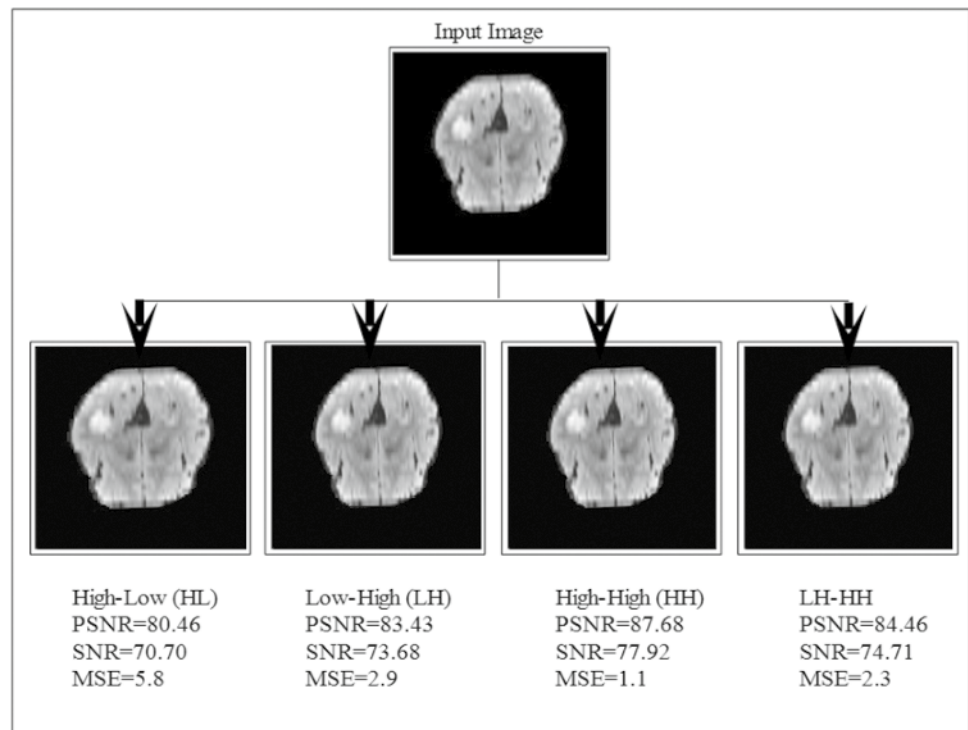 Input Image
High-Low (HL)
PSNR=80.46
SNR=70.70
MSE=5.8
Low-High (LH)
PSNR=83.43
SNR=73.68
MSE=2.9
High-High (HH)
PSNR=87.68
SNR=77.92
MSE=1.1
LH-HH
PSNR=84.46
SNR=74.71
MSE=2.3